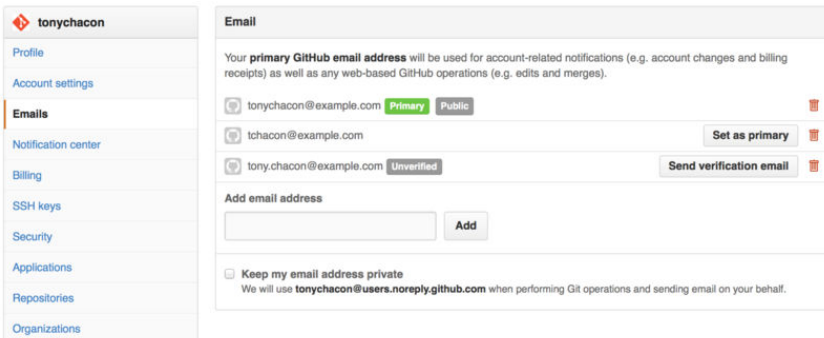 tonychacon
Profile
Account settings
Emails
Notification center
Billing
SSH keys
Security
Applications
Repositories
Organizations
Email
Your primary GitHub email address will be used for account-related notifications (e.g. account changes and billing
receipts) as well as any web-based GitHub operations (e.g. edits and merges).
tonychacon@example.com Primary Public
tchacon@example.com Set as primary
tony.chacon@example.com Unverified Send verification email
Add email address
Add
Keep my email address private
We will use tonychacon@users.noreply.github.com when performing Git operations and sending email on your behalf.